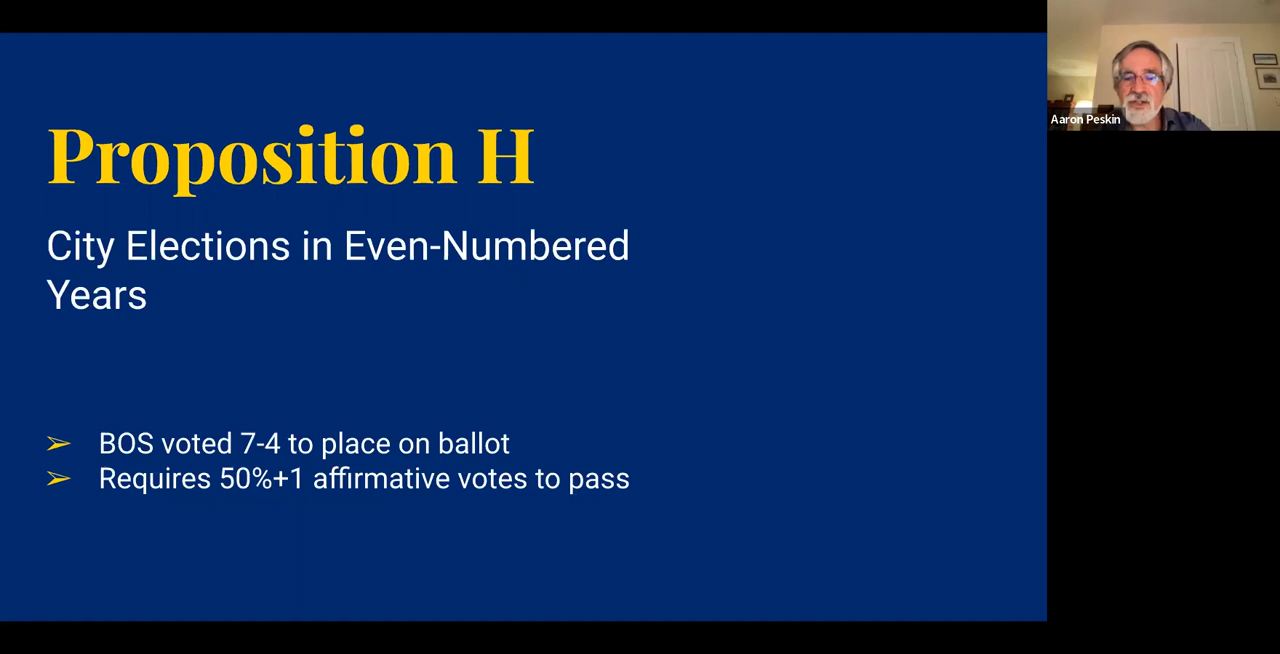 Proposition H
City Elections in Even-Numbered
Years
➢ BOS voted 7-4 to place on ballot
➢ Requires 50%+1 affirmative votes to pass
Aaron Peskin